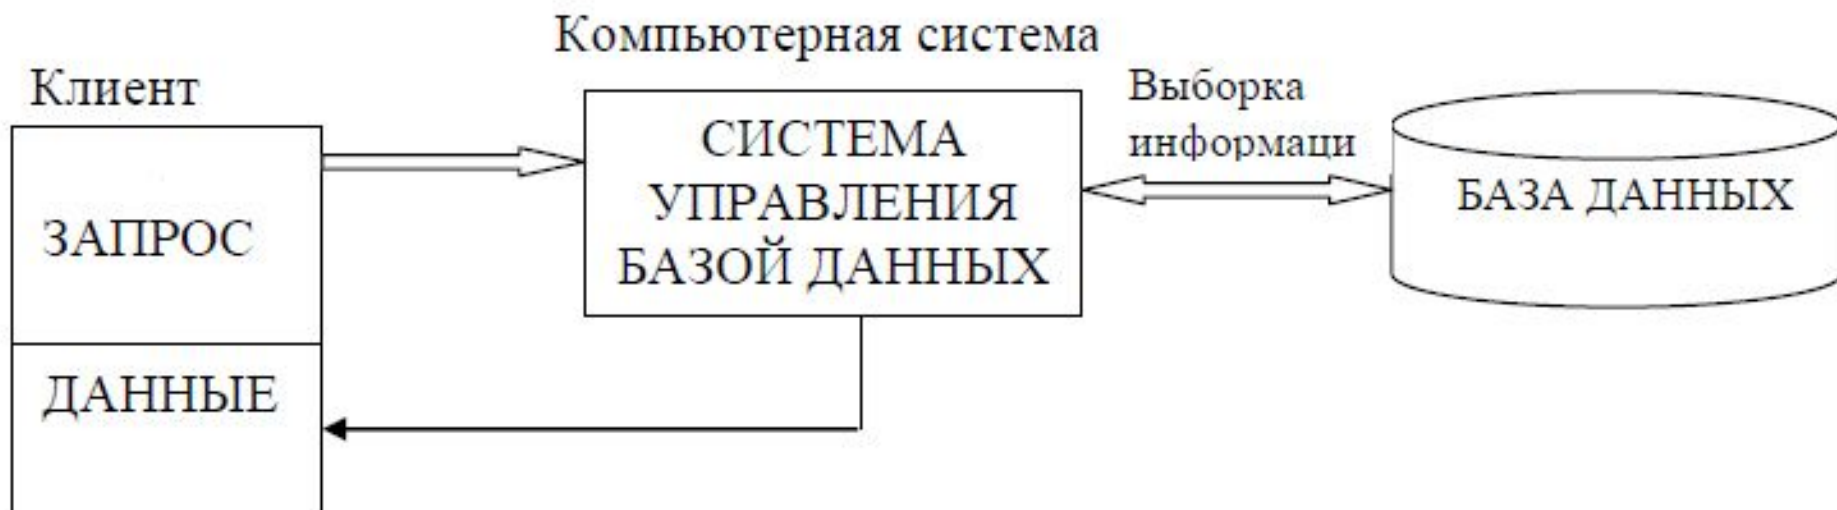 Компьютерная система
Клиент
Выборка
информаци
СИСТЕМА
УПРАВЛЕНИЯ
БАЗОЙ ДАННЫХ
БАЗА ДАННЫХ
ЗАПРОС
ДАННЫЕ